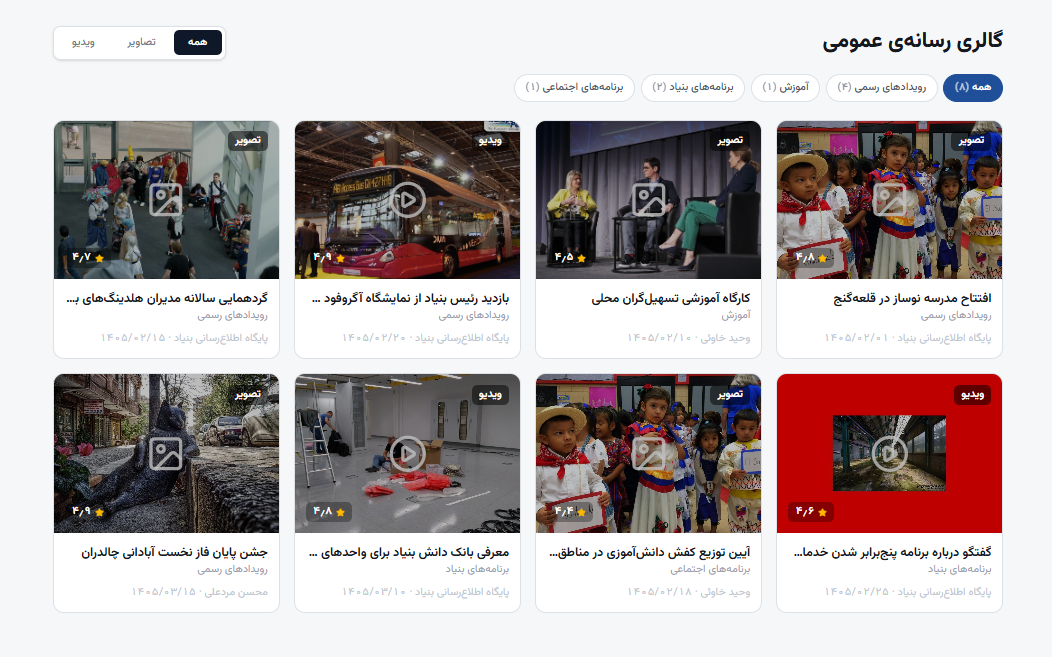 گالری رسانه‌ی عمومی
همه
تصاویر
ویدیو
همه (۸)
رویدادهای رسمی (۴)
آموزش (۱)
برنامه‌های بنیاد (۲)
برنامه‌های اجتماعی (۱)
تصویر
۴٫۸
افتتاح مدرسه نوساز در قلعه‌گنج
رویدادهای رسمی
پایگاه اطلاع‌رسانی بنیاد · ۱۴۰۵/۰۲/۰۱
تصویر
۴٫۵
کارگاه آموزشی تسهیل‌گران محلی
آموزش
وحید خاوئی · ۱۴۰۵/۰۲/۱۰
ویدیو
۴٫۹
بازدید رئیس بنیاد از نمایشگاه آگروفود ...
رویدادهای رسمی
پایگاه اطلاع‌رسانی بنیاد · ۱۴۰۵/۰۲/۲۰
تصویر
۴٫۷
گردهمایی سالانه مدیران هلدینگ‌های ب...
رویدادهای رسمی
پایگاه اطلاع‌رسانی بنیاد · ۱۴۰۵/۰۲/۱۵
ویدیو
۴٫۶
گفتگو درباره برنامه پنج‌برابر شدن خدما...
برنامه‌های بنیاد
پایگاه اطلاع‌رسانی بنیاد · ۱۴۰۵/۰۲/۲۵
تصویر
۴٫۴
آیین توزیع کفش دانش‌آموزی در مناطق...
برنامه‌های اجتماعی
وحید خاوئی · ۱۴۰۵/۰۲/۱۸
ویدیو
۴٫۸
معرفی بانک دانش بنیاد برای واحدهای ...
برنامه‌های بنیاد
پایگاه اطلاع‌رسانی بنیاد · ۱۴۰۵/۰۳/۱۰
تصویر
۴٫۹
جشن پایان فاز نخست آبادانی چالدران
رویدادهای رسمی
محسن مردعلی · ۱۴۰۵/۰۳/۱۵